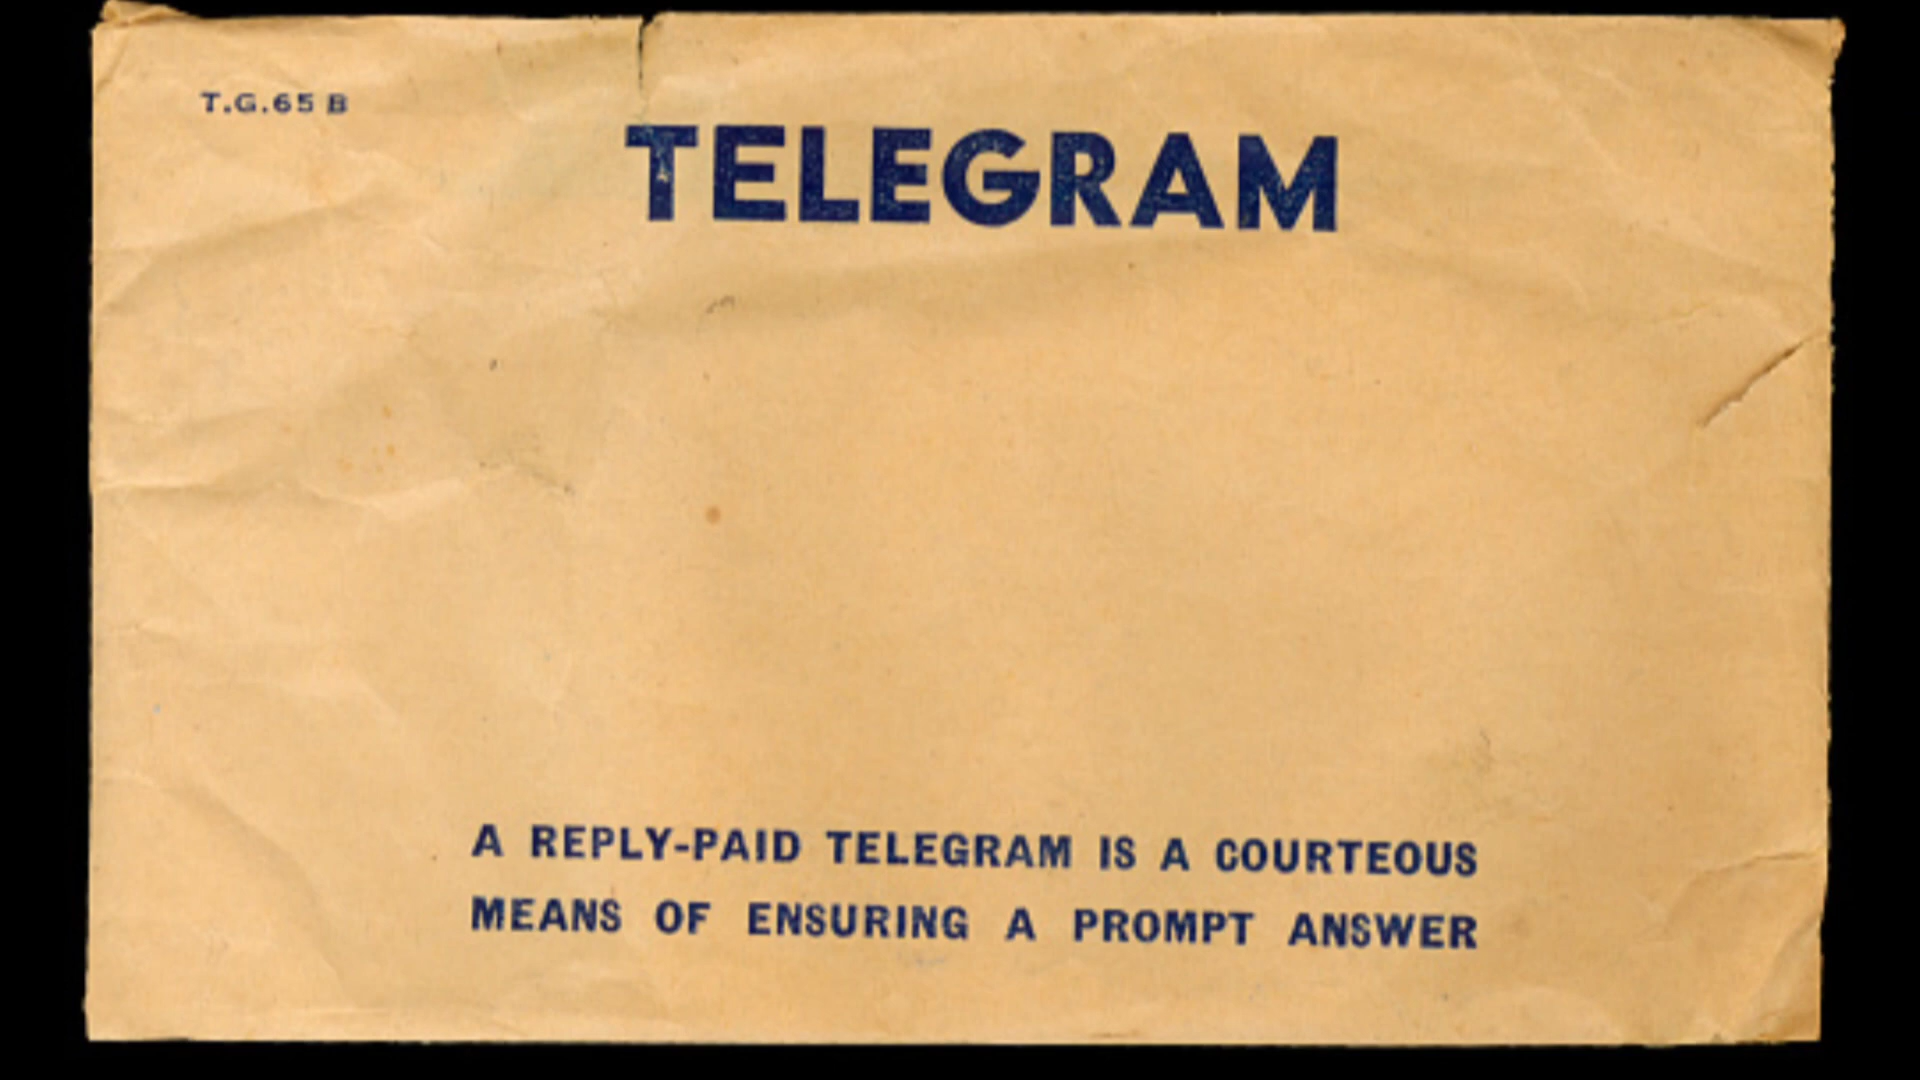 T.G.65 B
TELEGRAM
A REPLY-PAID TELEGRAM IS A COURTEOUS
MEANS OF ENSURING A PROMPT ANSWER